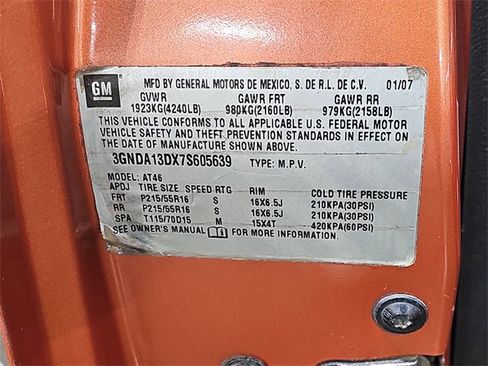 GM MFD BY GENERAL MOTORS DE MEXICO, S. DE R.L. DE C.V. 01/07
GVWR GAWR FRT GAWR RR
1923KG(4240LB) 980KG(2160LB) 979KG(2158LB)
THIS VEHICLE CONFORMS TO ALL APPLICABLE U.S. FEDERAL MOTOR
VEHICLE SAFETY AND THEFT PREVENTION STANDARDS IN EFFECT ON
THE DATE OF MANUFACTURE SHOWN ABOVE.
3GNDA13DX7S605639 TYPE: M.P.V.
MODEL: AT46
APDJ TIRE SIZE SPEED RTG RIM COLD TIRE PRESSURE
FRT P215/55R16 S 16X6.5J 210KPA(30PSI)
RR P215/55R16 S 16X6.5J 210KPA(30PSI)
SPA T115/70D15 M 15X4T 420KPA(60PSI)
SEE OWNER'S MANUAL FOR MORE INFORMATION.